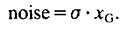 noise = σ · x_G.